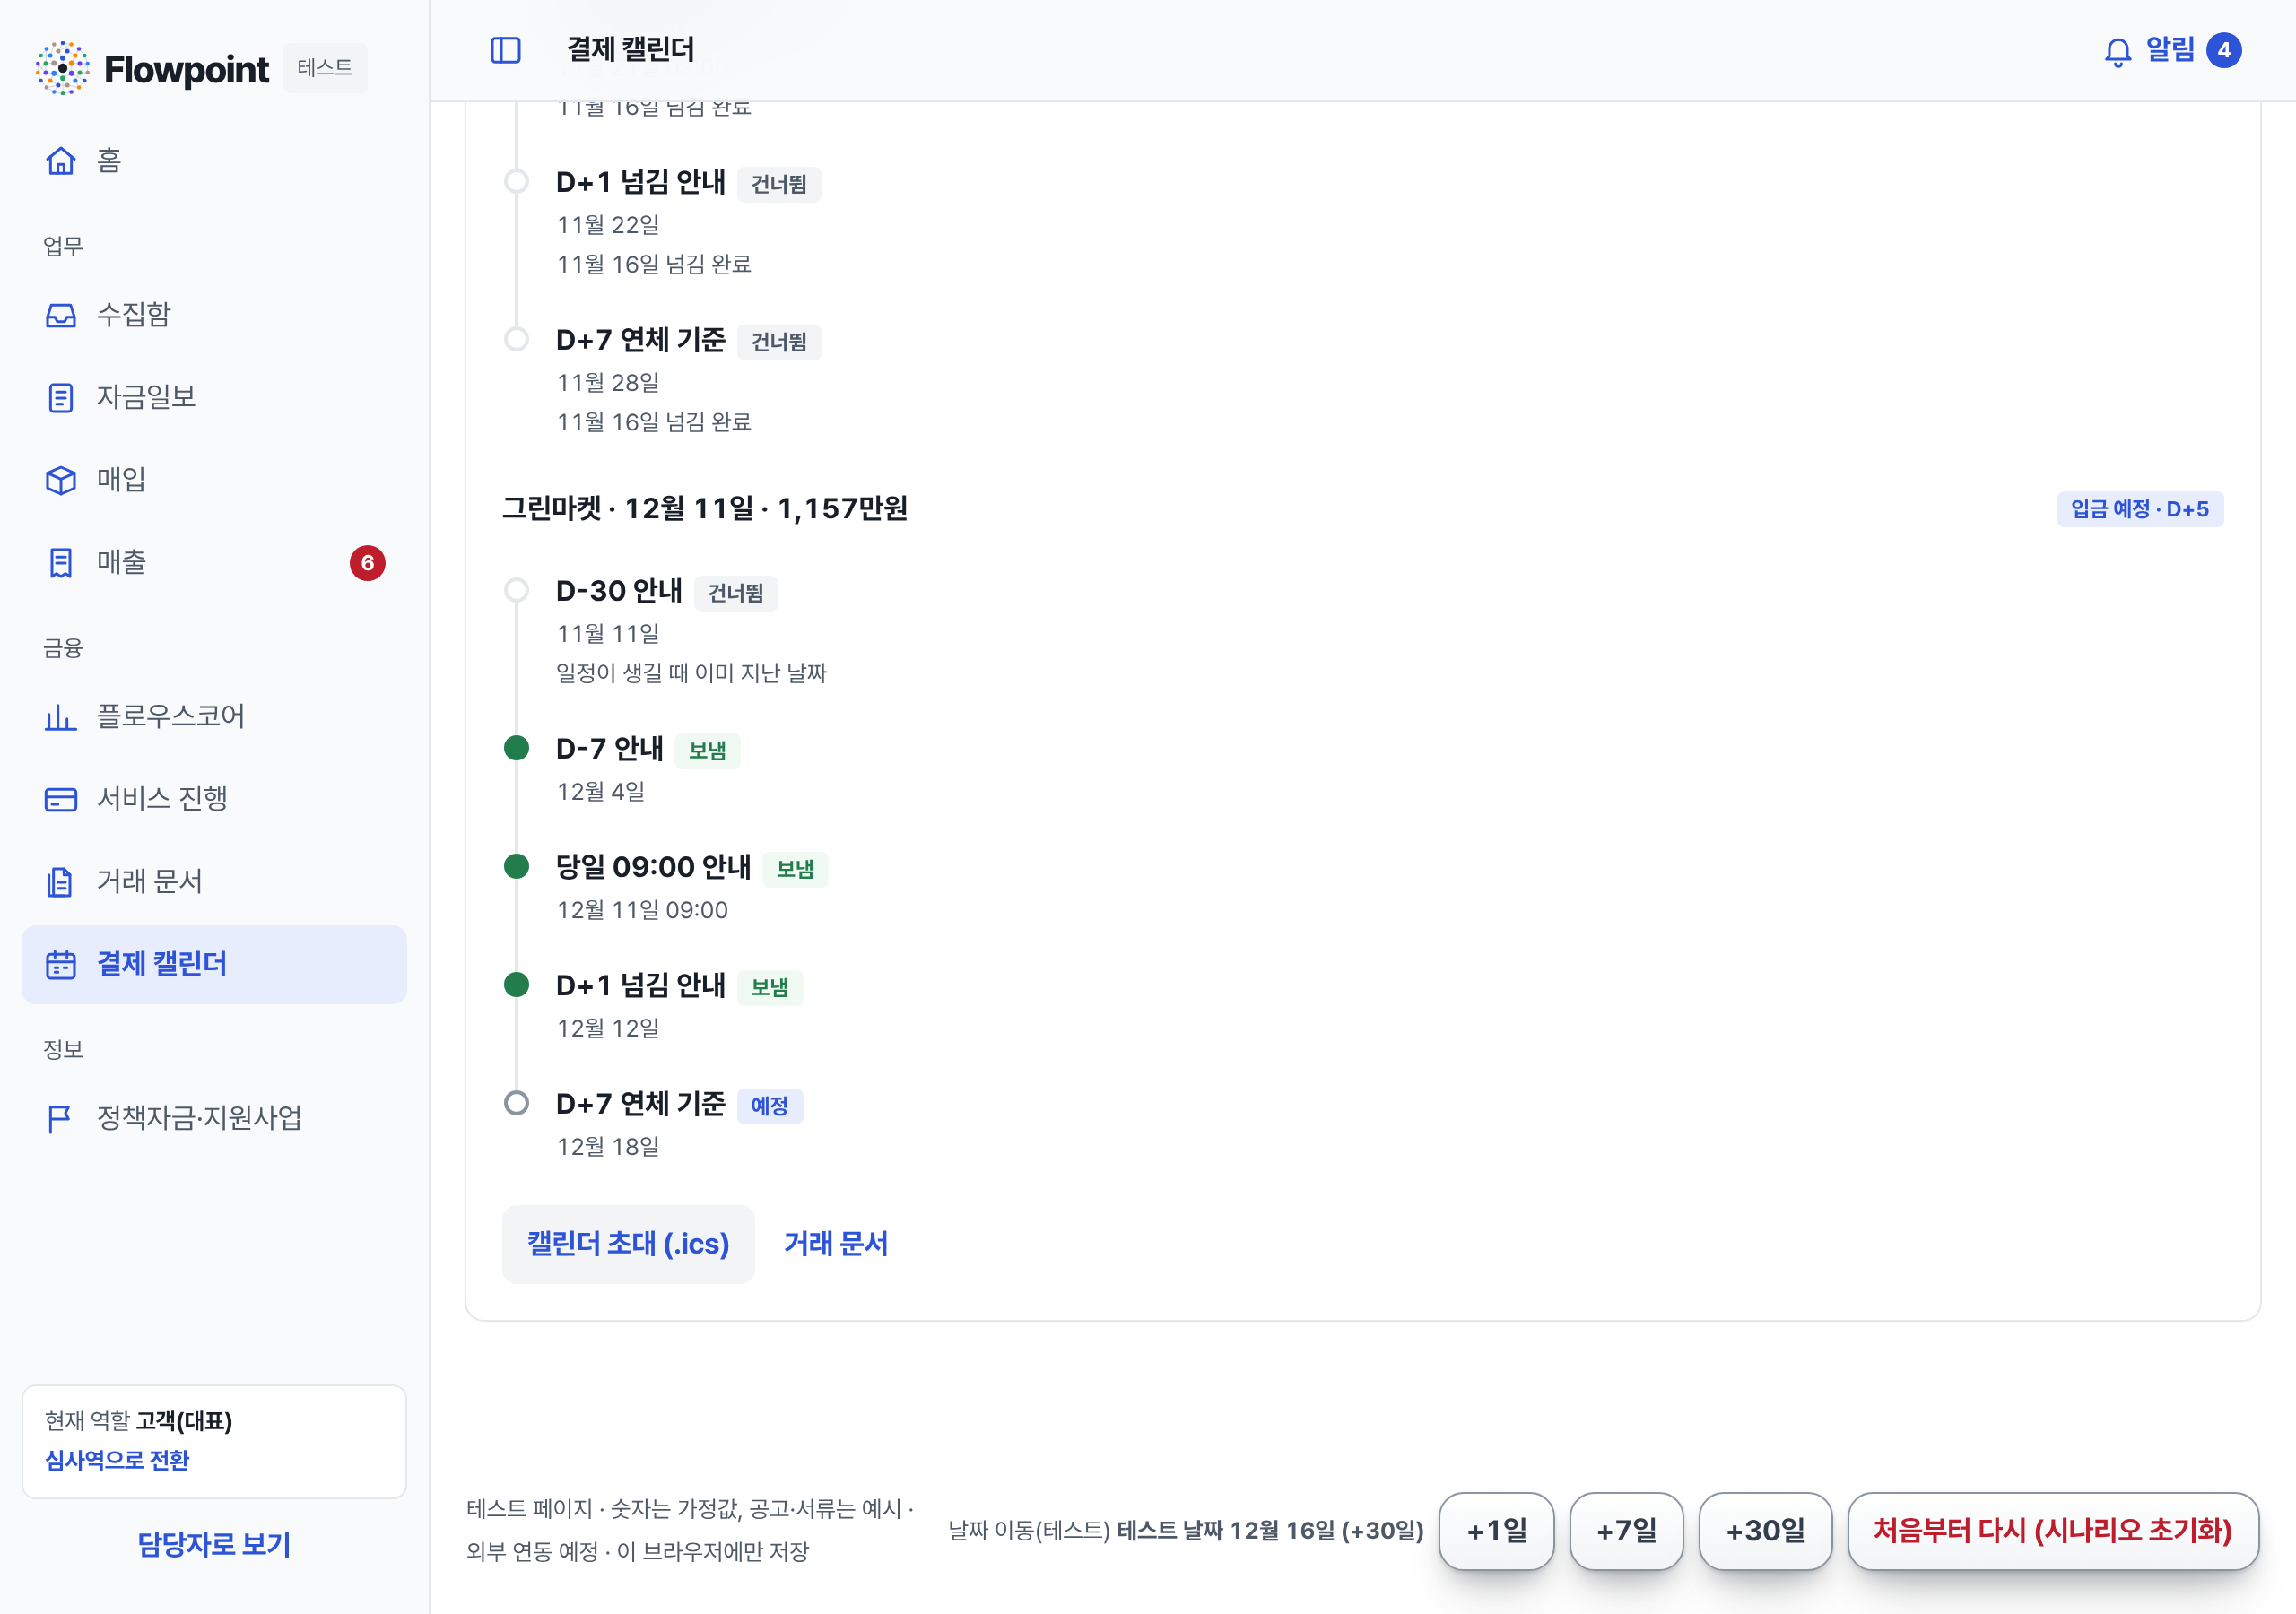 Flowpoint 테스트
홈
업무
수집함
자금일보
매입
매출 6
금융
플로우스코어
서비스 진행
거래 문서
결제 캘린더
정보
정책자금·지원사업
현재 역할 고객(대표)
심사역으로 전환
담당자로 보기
결제 캘린더
알림 4
11월 16일 넘김 완료
D+1 넘김 안내 건너뜀
11월 22일
11월 16일 넘김 완료
D+7 연체 기준 건너뜀
11월 28일
11월 16일 넘김 완료
그린마켓 · 12월 11일 · 1,157만원
입금 예정 · D+5
D-30 안내 건너뜀
11월 11일
일정이 생길 때 이미 지난 날짜
D-7 안내 보냄
12월 4일
당일 09:00 안내 보냄
12월 11일 09:00
D+1 넘김 안내 보냄
12월 12일
D+7 연체 기준 예정
12월 18일
캘린더 초대 (.ics)
거래 문서
테스트 페이지 · 숫자는 가정값, 공고·서류는 예시 ·
외부 연동 예정 · 이 브라우저에만 저장
날짜 이동(테스트) 테스트 날짜 12월 16일 (+30일)
+1일
+7일
+30일
처음부터 다시 (시나리오 초기화)